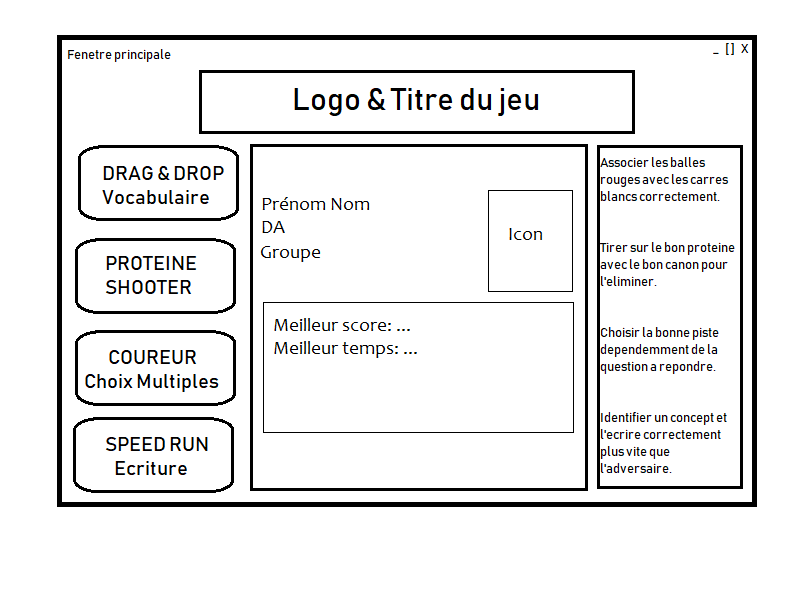 Fenetre principale
_ [] X
Logo & Titre du jeu
DRAG & DROP
Vocabulaire
PROTEINE
SHOOTER
COUREUR
Choix Multiples
SPEED RUN
Ecriture
Prénom Nom
DA
Groupe
Icon
Meilleur score: ...
Meilleur temps: ...
Associer les balles
rouges avec les carres
blancs correctement.
Tirer sur le bon proteine
avec le bon canon pour
l'eliminer.
Choisir la bonne piste
dependemment de la
question a repondre.
Identifier un concept et
l'ecrire correctement
plus vite que
l'adversaire.